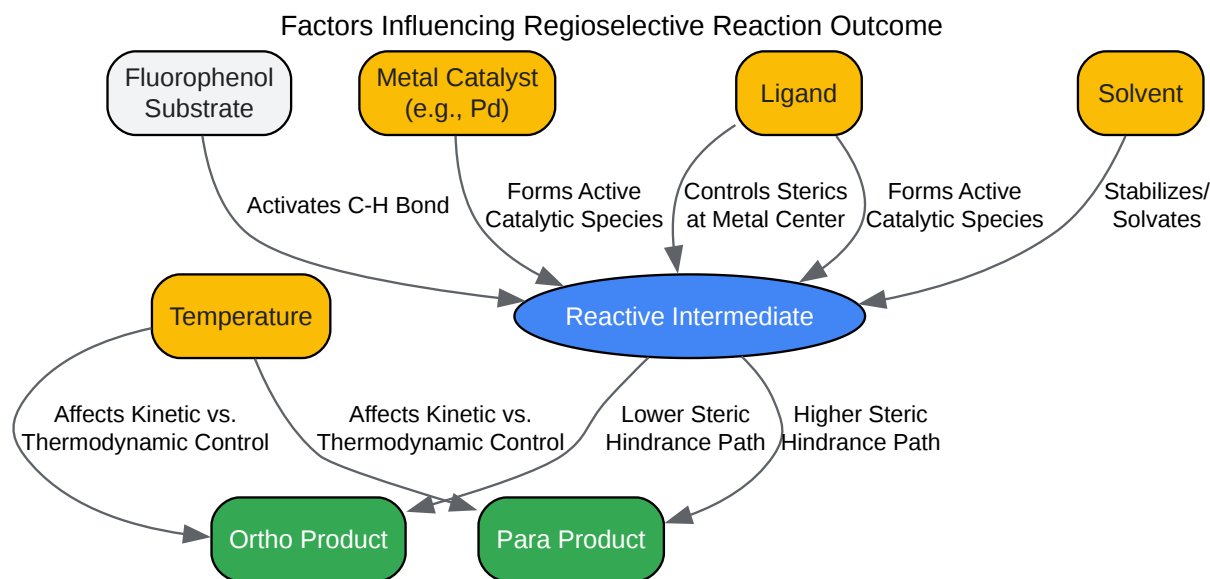 Factors Influencing Regioselective Reaction Outcome
Fluorophenol
Substrate
Metal Catalyst
(e.g., Pd)
Ligand
Solvent
Activates C-H Bond
Forms Active
Catalytic Species
Controls Sterics
at Metal Center
Forms Active
Catalytic Species
Stabilizes/
Solvates
Temperature
Reactive Intermediate
Affects Kinetic vs.
Thermodynamic Control
Affects Kinetic vs.
Thermodynamic Control
Lower Steric
Hindrance Path
Higher Steric
Hindrance Path
Ortho Product
Para Product